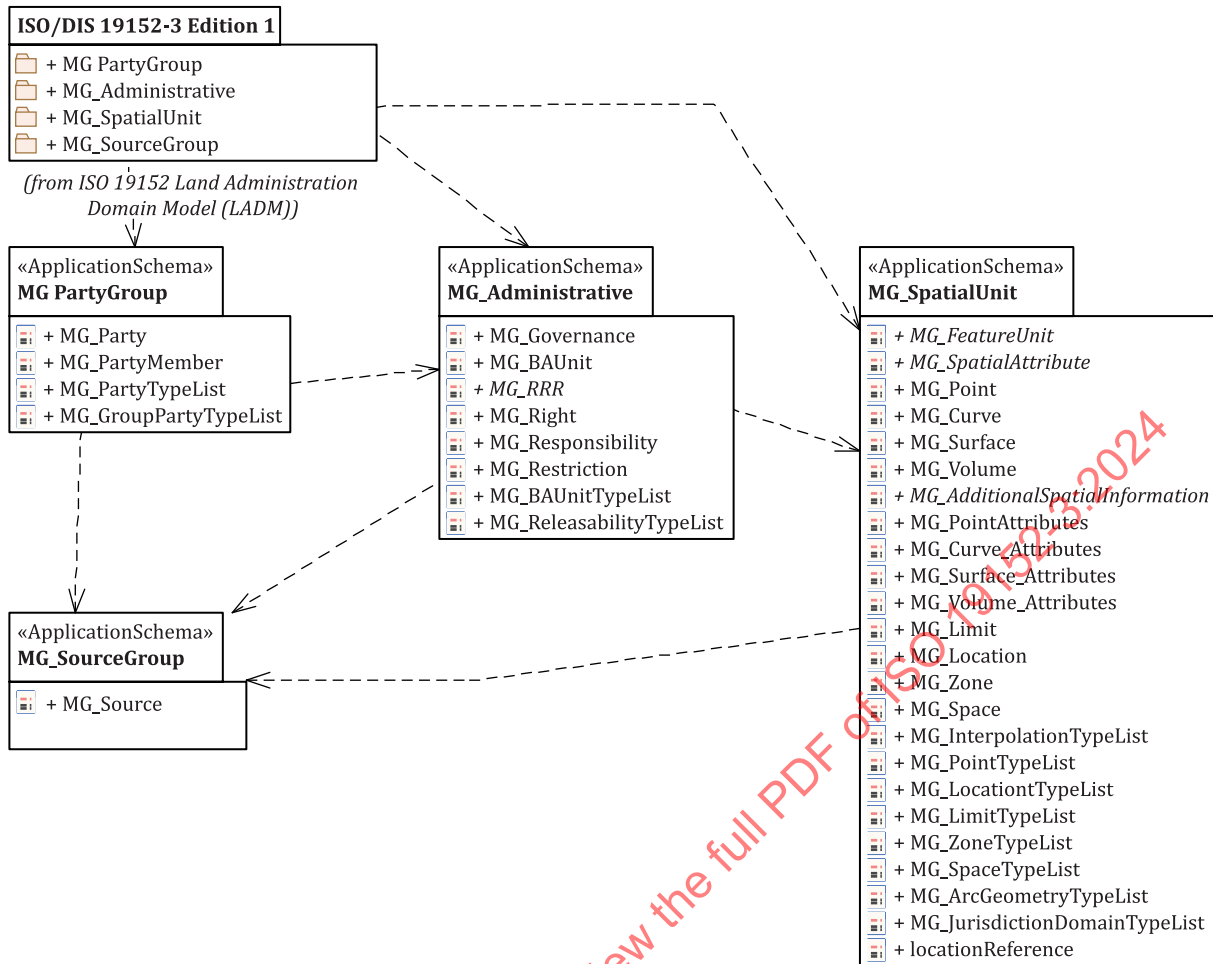 ISO/DIS 19152-3 Edition 1
+ MG PartyGroup
+ MG_Administrative
+ MG_SpatialUnit
+ MG_SourceGroup
(from ISO 19152 Land Administration
Domain Model (LADM))
«ApplicationSchema»
MG PartyGroup
+ MG_Party
+ MG_PartyMember
+ MG_PartyTypeList
+ MG_GroupPartyTypeList
«ApplicationSchema»
MG_Administrative
+ MG_Governance
+ MG_BAUnit
+ MG_RRR
+ MG_Right
+ MG_Responsibility
+ MG_Restriction
+ MG_BAUnitTypeList
+ MG_ReleasabilityTypeList
«ApplicationSchema»
MG_SpatialUnit
+ MG_FeatureUnit
+ MG_SpatialAttribute
+ MG_Point
+ MG_Curve
+ MG_Surface
+ MG_Volume
+ MG_AdditionalSpatialInformation
+ MG_PointAttributes
+ MG_Curve_Attributes
+ MG_Surface_Attributes
+ MG_Volume_Attributes
+ MG_Limit
+ MG_Location
+ MG_Zone
+ MG_Space
+ MG_InterpolationTypeList
+ MG_PointTypeList
+ MG_LocationtTypeList
+ MG_LimitTypeList
+ MG_ZoneTypeList
+ MG_SpaceTypeList
+ MG_ArcGeometryTypeList
+ MG_JurisdictionDomainTypeList
+ locationReference
«ApplicationSchema»
MG_SourceGroup
+ MG_Source
the full PDF of ISO 19152-3:2024